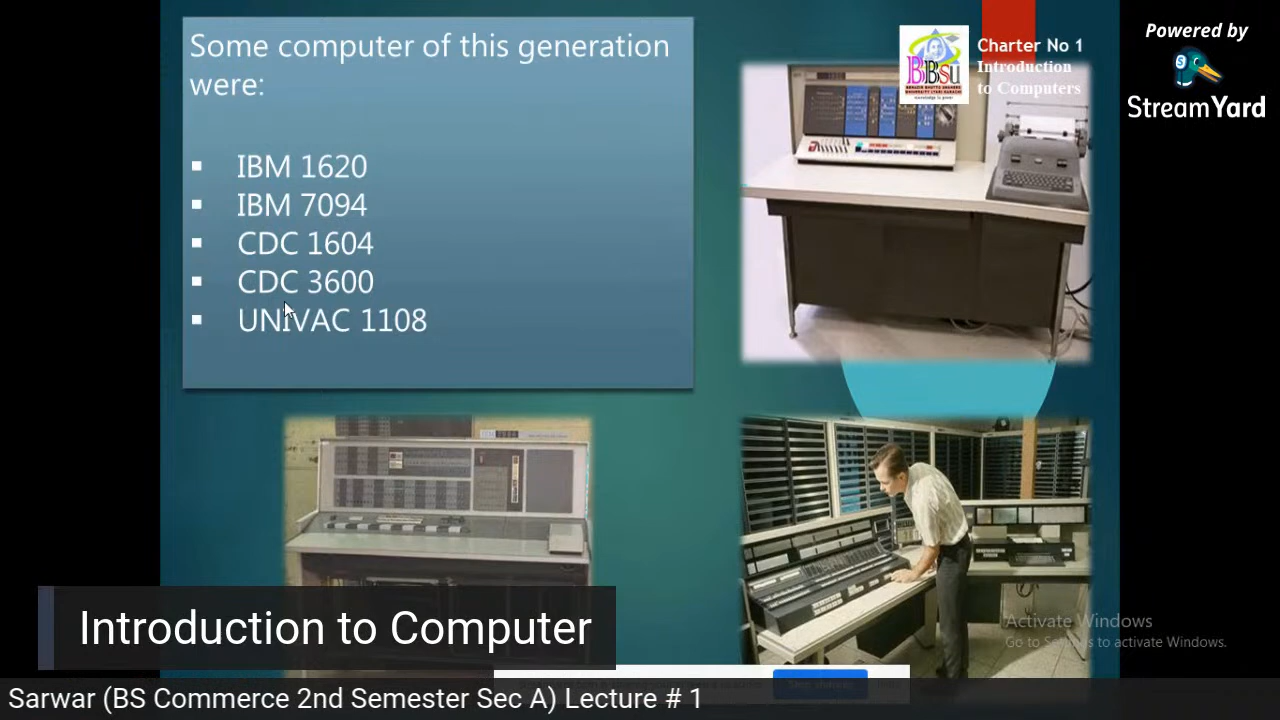 Some computer of this generation
were:
IBM 1620
IBM 7094
CDC 1604
CDC 3600
UNIVAC 1108
BBSU
Charter No 1
Introduction
to Computers
Powered by
StreamYard
Activate Windows
Go to Settings to activate Windows.
Introduction to Computer
Sarwar (BS Commerce 2nd Semester Sec A) Lecture # 1